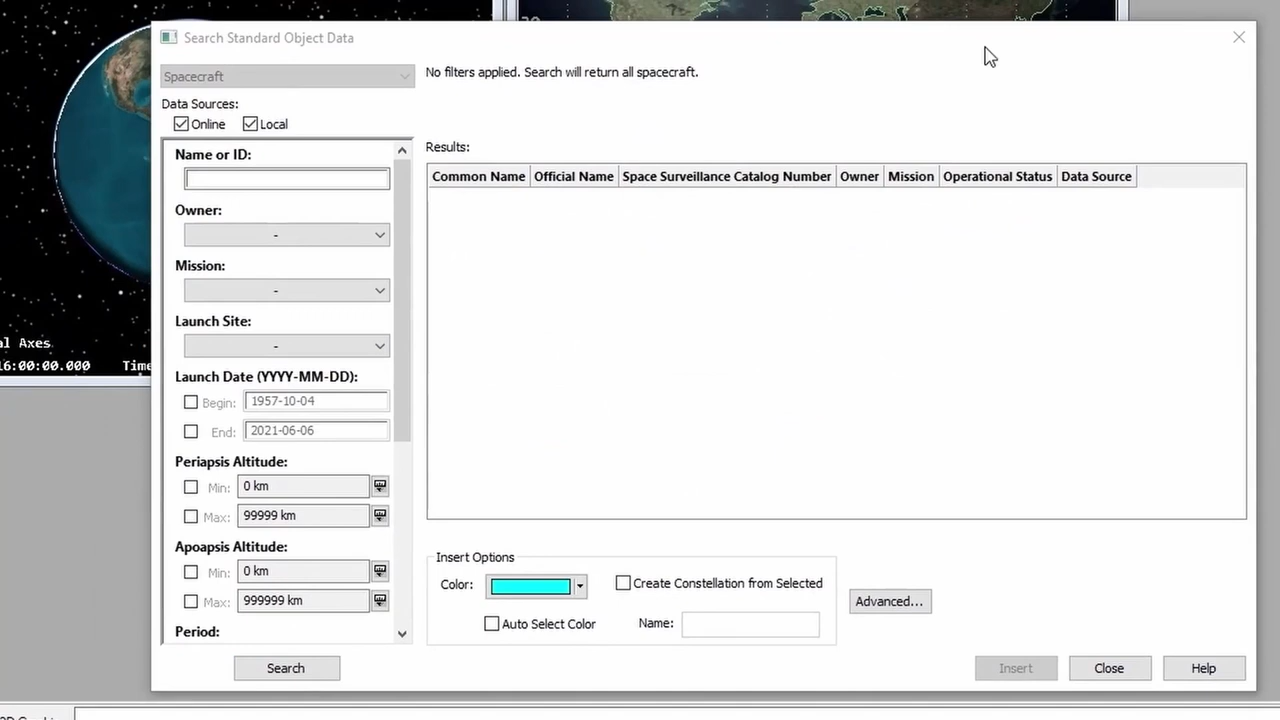 Search Standard Object Data
Spacecraft
No filters applied. Search will return all spacecraft.
Data Sources:
Online Local
Name or ID:
Results:
Common Name Official Name Space Surveillance Catalog Number Owner Mission Operational Status Data Source
Owner:
-
Mission:
-
Launch Site:
-
al Axes
6:00:00.000 Time
Launch Date (YYYY-MM-DD):
Begin: 1957-10-04
End: 2021-06-06
Periapsis Altitude:
Min: 0 km
Max: 99999 km
Apoapsis Altitude:
Min: 0 km
Max: 999999 km
Period:
Insert Options
Color: Create Constellation from Selected
Auto Select Color Name:
Advanced...
Search Insert Close Help